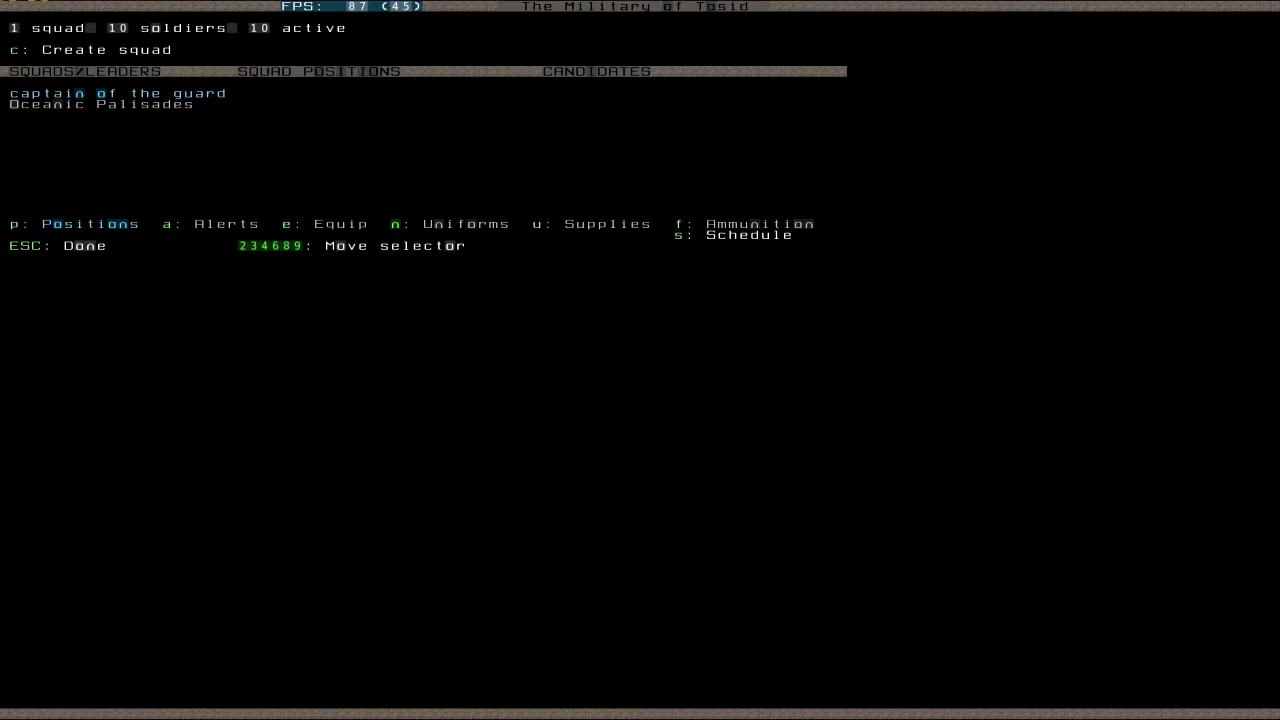 FPS: 87 (45) The Military of Tosid
1 squad 10 soldiers 10 active
c: Create squad
SQUADS/LEADERS SQUAD POSITIONS CANDIDATES
captain of the guard
Oceanic Palisades
p: Positions a: Alerts e: Equip n: Uniforms u: Supplies f: Ammunition
s: Schedule
ESC: Done 234689: Move selector